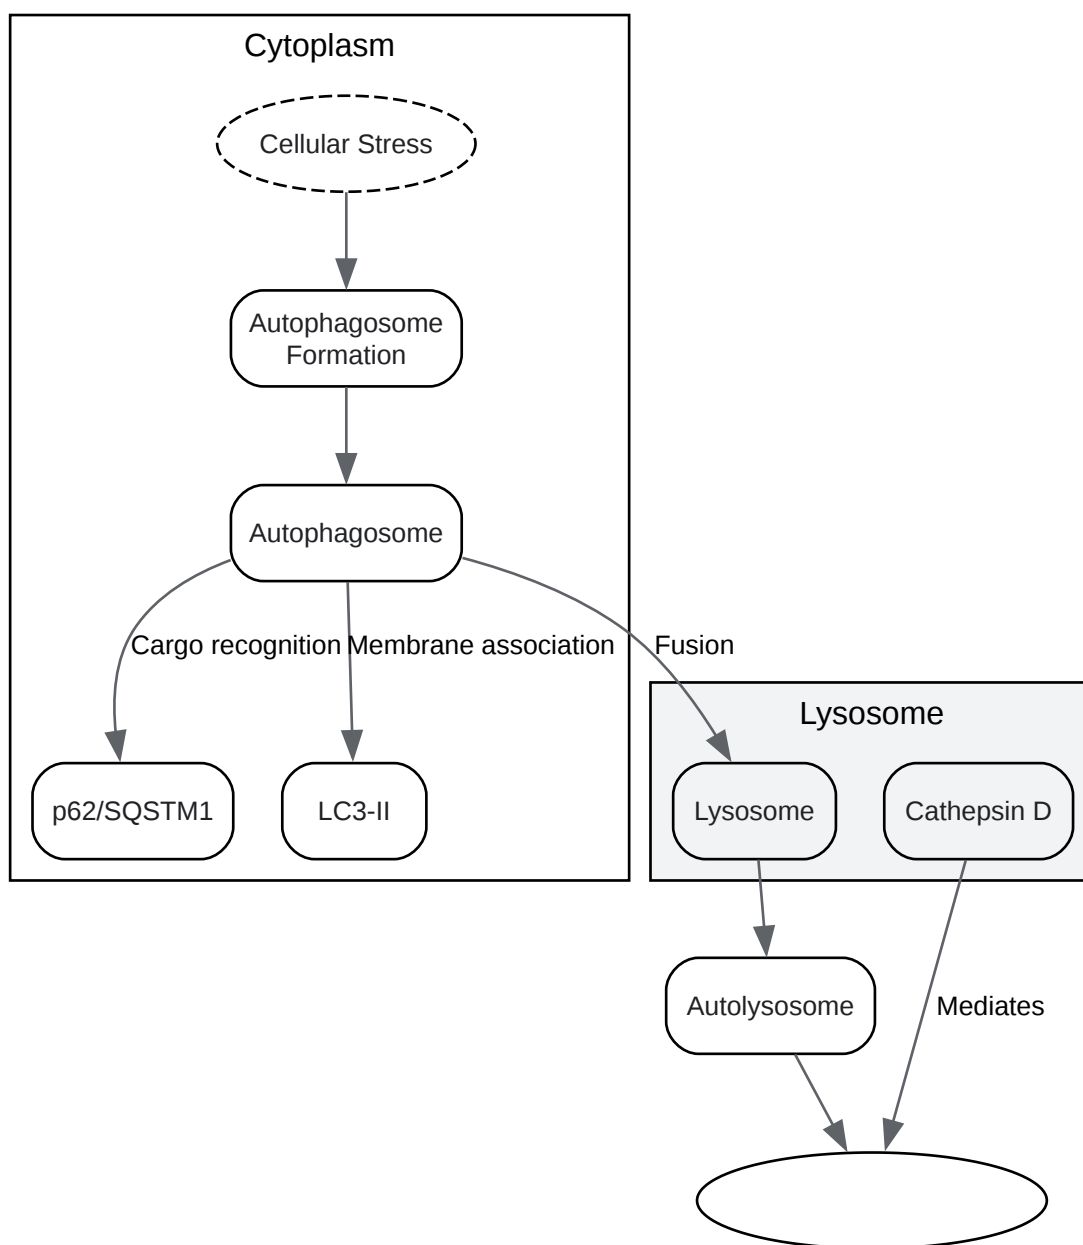 Cytoplasm
Cellular Stress
Autophagosome
Formation
Autophagosome
Cargo recognition
Membrane association
Fusion
Lysosome
p62/SQSTM1
LC3-II
Lysosome
Cathepsin D
Autolysosome
Mediates